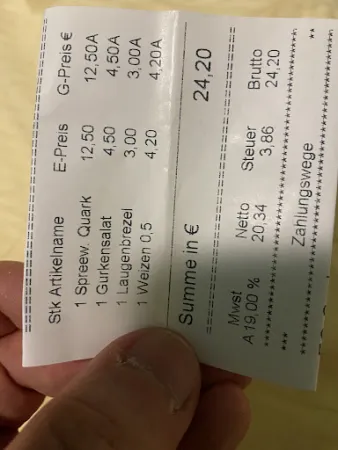 ==============================
Stk Artikelname E-Preis G-Preis €
1 Spreew. Quark 12,50 12,50A
1 Gurkensalat 4,50 4,50A
1 Laugenbrezel 3,00 3,00A
1 Weizen 0,5 4,20 4,20A
Summe in € 24,20
==============================
Mwst Netto Steuer Brutto
A 19,00 % 20,34 3,86 24,20
******************************
Zahlungswege